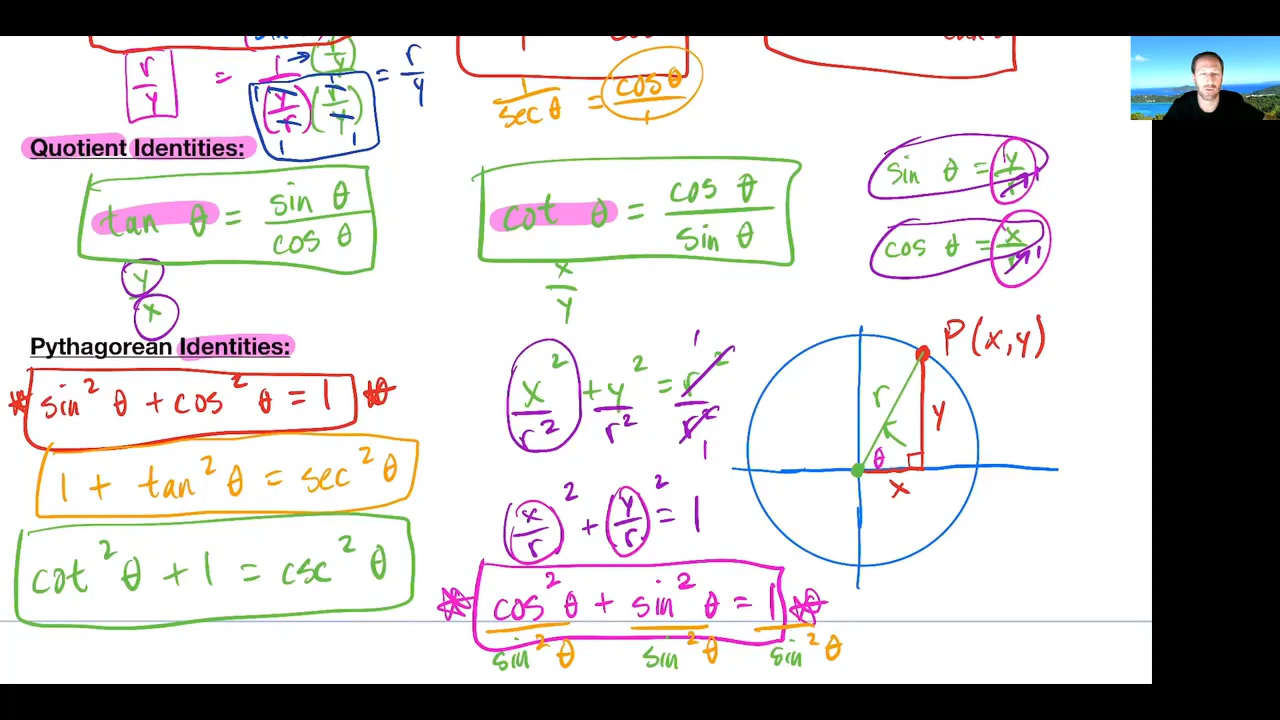 r/y = 1/(y/r)(r/y) = r/y
1/sec θ = cos θ/1
Quotient Identities:
tan θ = sin θ/cos θ
cot θ = cos θ/sin θ
sin θ = y/r
cos θ = x/r
y/x
x/y
P(x,y)
Pythagorean Identities:
sin² θ + cos² θ = 1
x²/r² + y²/r² = r²/r²
1
1
r
y
θ
x
1 + tan² θ = sec² θ
(x/r)² + (y/r)² = 1
cot² θ + 1 = csc² θ
cos² θ + sin² θ = 1
sin² θ sin² θ sin² θ